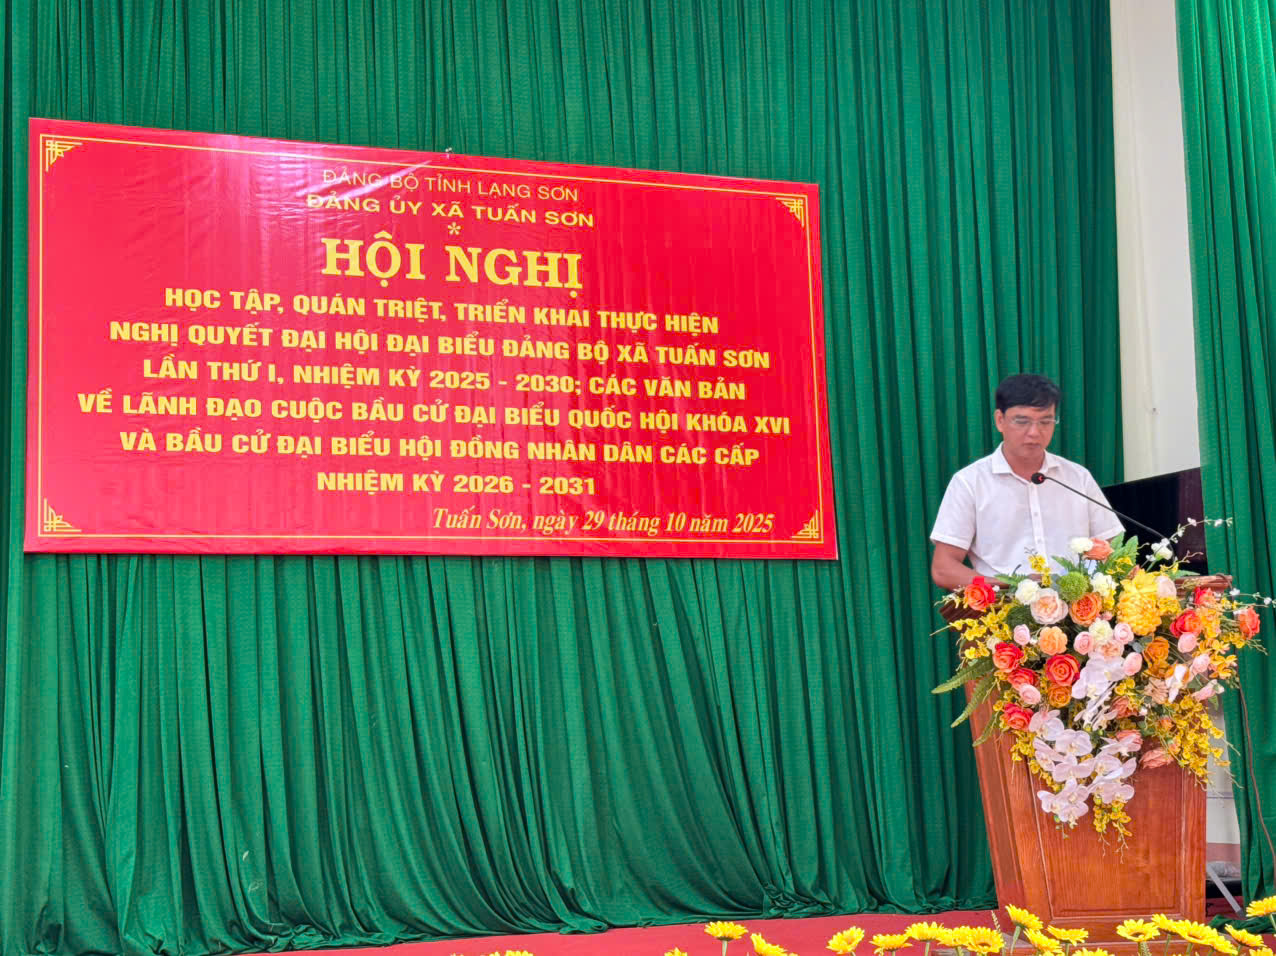 ĐẢNG BỘ TỈNH LẠNG SƠN
ĐẢNG ỦY XÃ TUẤN SƠN
*
HỘI NGHỊ
HỌC TẬP, QUÁN TRIỆT, TRIỂN KHAI THỰC HIỆN
NGHỊ QUYẾT ĐẠI HỘI ĐẠI BIỂU ĐẢNG BỘ XÃ TUẤN SƠN
LẦN THỨ I, NHIỆM KỲ 2025 - 2030; CÁC VĂN BẢN
VỀ LÃNH ĐẠO CUỘC BẦU CỬ ĐẠI BIỂU QUỐC HỘI KHÓA XVI
VÀ BẦU CỬ ĐẠI BIỂU HỘI ĐỒNG NHÂN DÂN CÁC CẤP
NHIỆM KỲ 2026 - 2031
Tuấn Sơn, ngày 29 tháng 10 năm 2025